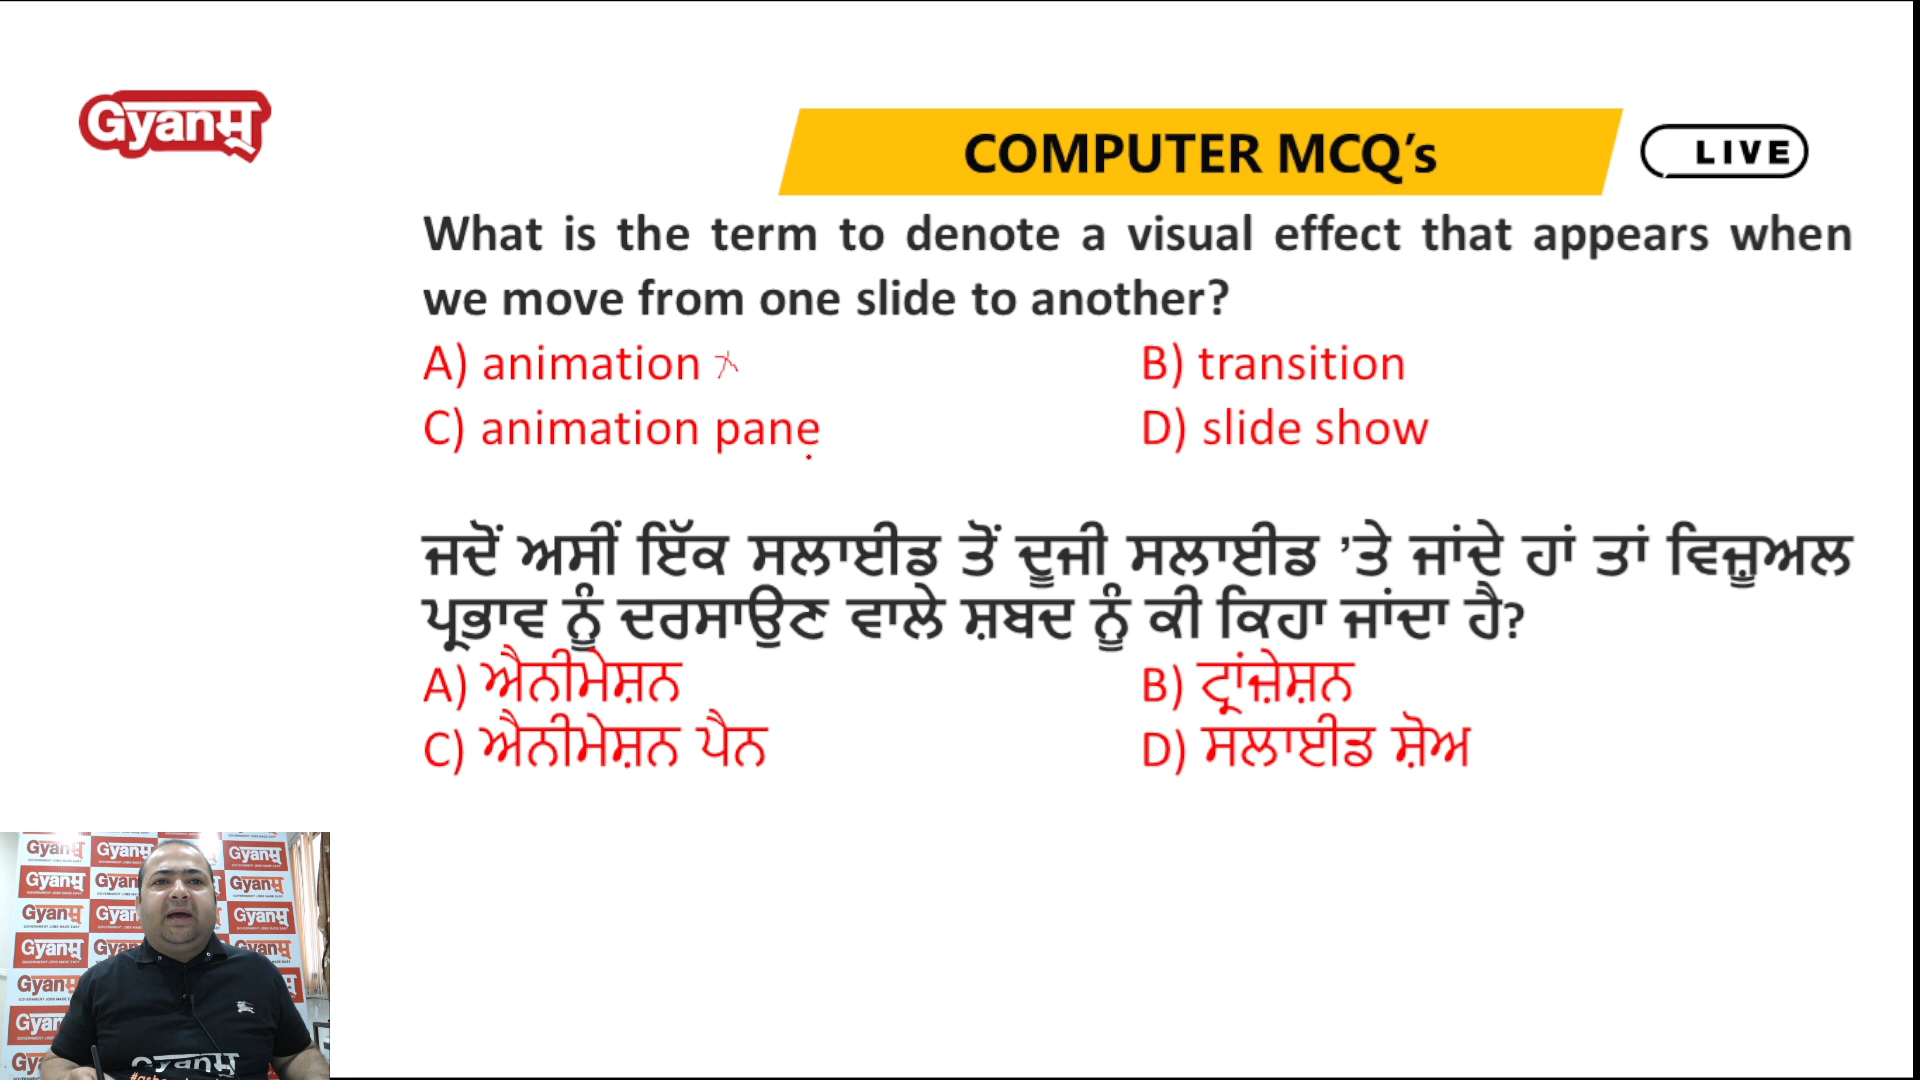 Gyanਸ੍ਰ
COMPUTER MCQ’s
LIVE
What is the term to denote a visual effect that appears when
we move from one slide to another?
A) animation
B) transition
C) animation pane
D) slide show
ਜਦੋਂ ਅਸੀਂ ਇੱਕ ਸਲਾਈਡ ਤੋਂ ਦੂਜੀ ਸਲਾਈਡ ’ਤੇ ਜਾਂਦੇ ਹਾਂ ਤਾਂ ਵਿਜ਼ੂਅਲ
ਪ੍ਰਭਾਵ ਨੂੰ ਦਰਸਾਉਣ ਵਾਲੇ ਸ਼ਬਦ ਨੂੰ ਕੀ ਕਿਹਾ ਜਾਂਦਾ ਹੈ?
A) ਐਨੀਮੇਸ਼ਨ
B) ਟ੍ਰਾਂਜ਼ੇਸ਼ਨ
C) ਐਨੀਮੇਸ਼ਨ ਪੈਨ
D) ਸਲਾਈਡ ਸ਼ੋਅ